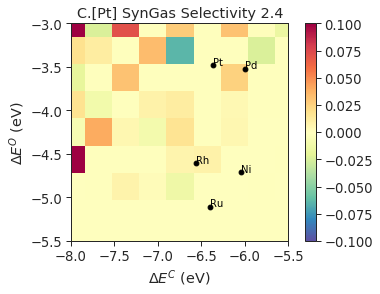 C.[Pt] SynGas Selectivity 2.4
−3.0
−3.5
−4.0
−4.5
−5.0
−5.5
ΔE^O (eV)
Pt
Pd
Rh
Ni
Ru
−8.0 −7.5 −7.0 −6.5 −6.0 −5.5
ΔE^C (eV)
0.100
0.075
0.050
0.025
0.000
−0.025
−0.050
−0.075
−0.100